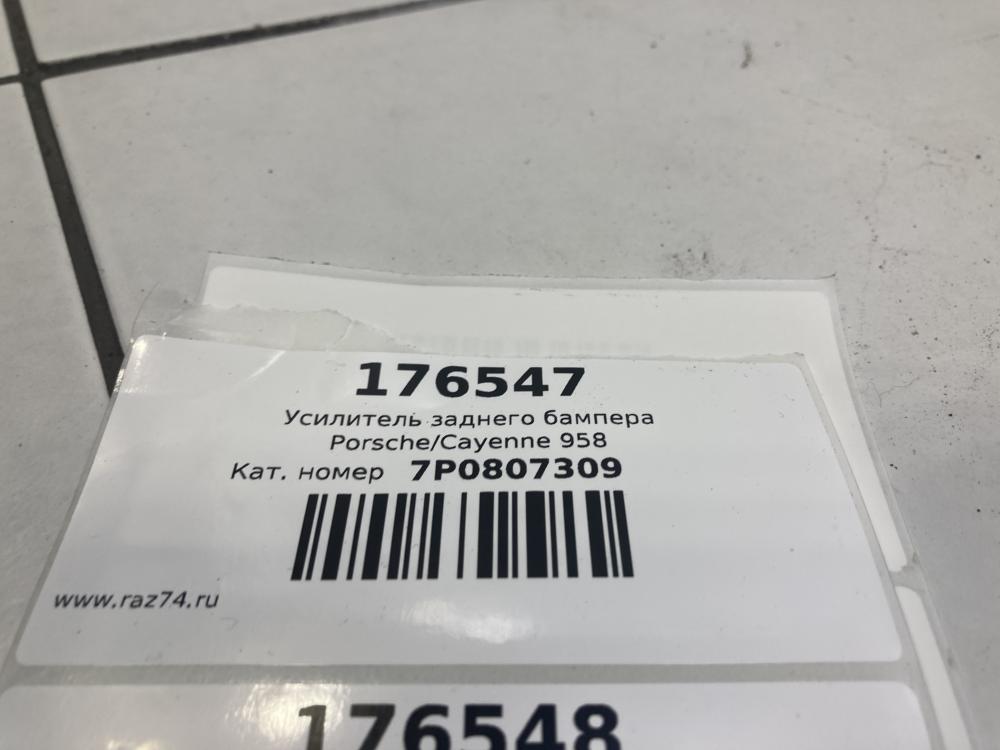 176547
Усилитель заднего бампера
Porsche/Cayenne 958
Кат. номер 7P0807309
www.raz74.ru
176548